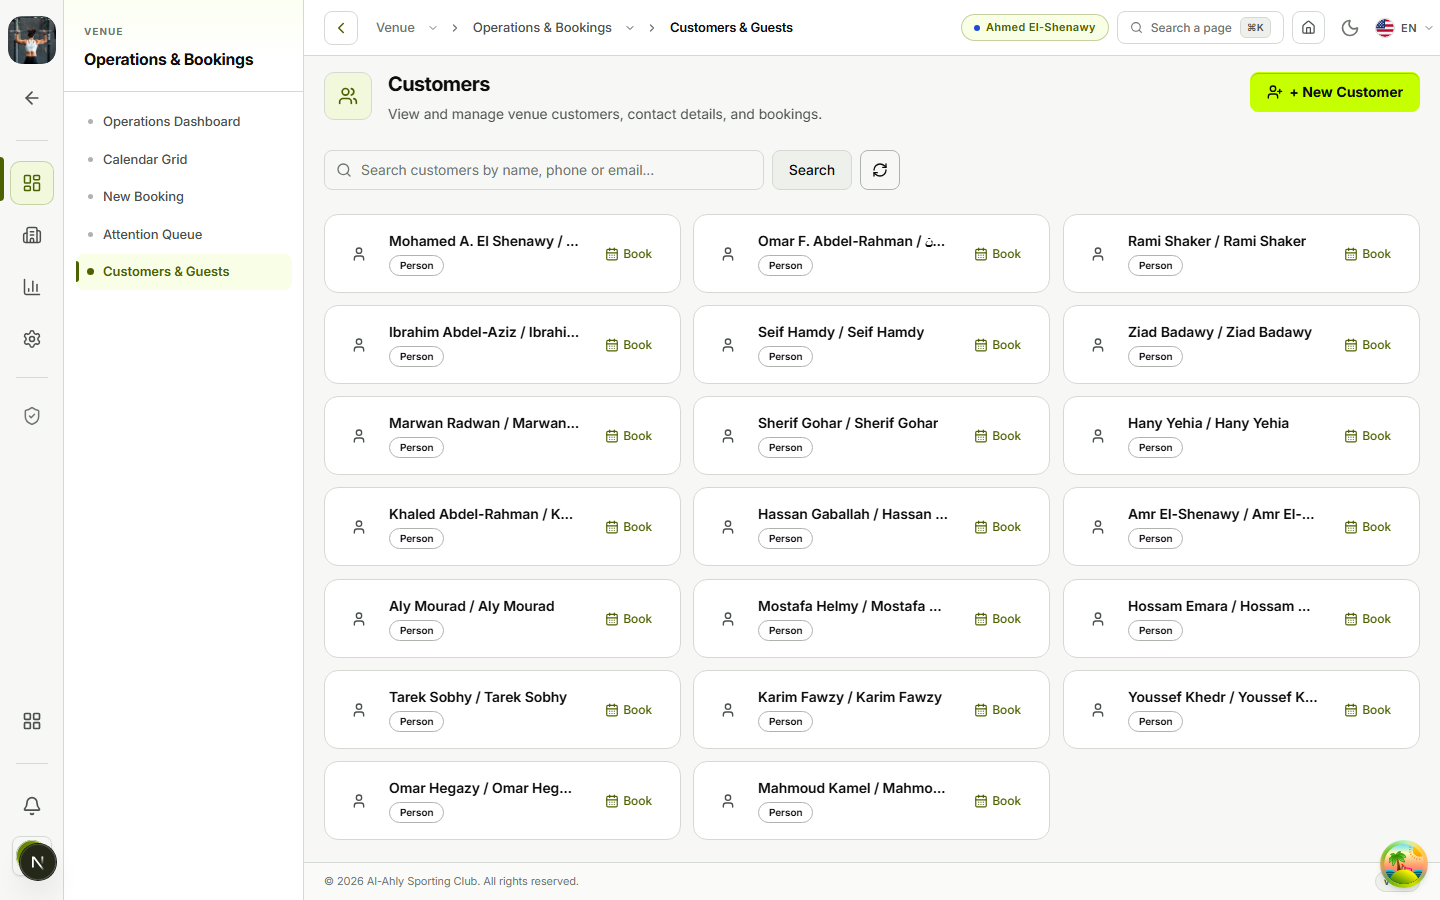 VENUE
Operations & Bookings
Operations Dashboard
Calendar Grid
New Booking
Attention Queue
Customers & Guests
Venue
Operations & Bookings
Customers & Guests
Ahmed El-Shenawy
Search a page
⌘K
EN
Customers
View and manage venue customers, contact details, and bookings.
+ New Customer
Search customers by name, phone or email...
Search
Mohamed A. El Shenawy / ...
Person
Book
Omar F. Abdel-Rahman / ...
Person
Book
Rami Shaker / Rami Shaker
Person
Book
Ibrahim Abdel-Aziz / Ibrahi...
Person
Book
Seif Hamdy / Seif Hamdy
Person
Book
Ziad Badawy / Ziad Badawy
Person
Book
Marwan Radwan / Marwan...
Person
Book
Sherif Gohar / Sherif Gohar
Person
Book
Hany Yehia / Hany Yehia
Person
Book
Khaled Abdel-Rahman / K...
Person
Book
Hassan Gaballah / Hassan ...
Person
Book
Amr El-Shenawy / Amr El-...
Person
Book
Aly Mourad / Aly Mourad
Person
Book
Mostafa Helmy / Mostafa ...
Person
Book
Hossam Emara / Hossam ...
Person
Book
Tarek Sobhy / Tarek Sobhy
Person
Book
Karim Fawzy / Karim Fawzy
Person
Book
Youssef Khedr / Youssef K...
Person
Book
Omar Hegazy / Omar Heg...
Person
Book
Mahmoud Kamel / Mahmo...
Person
Book
N
© 2026 Al-Ahly Sporting Club. All rights reserved.